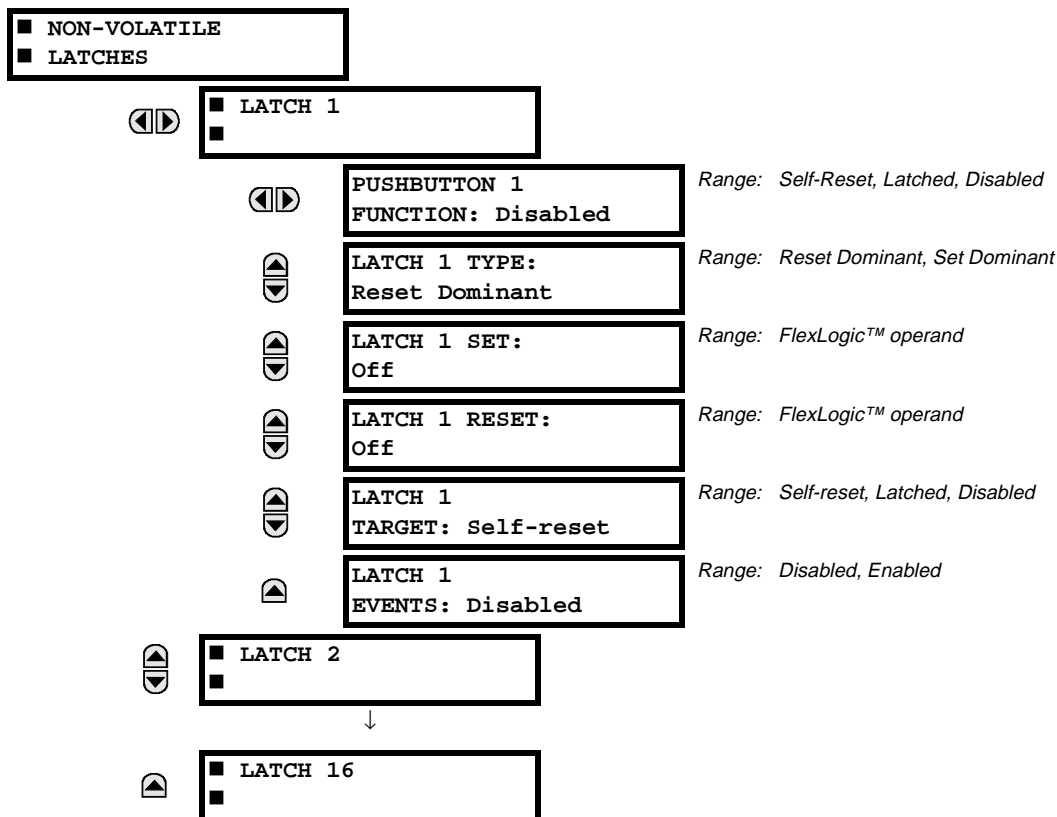 ■ NON-VOLATILE
■ LATCHES
■ LATCH 1
■
PUSHBUTTON 1
FUNCTION: Disabled
Range: Self-Reset, Latched, Disabled
LATCH 1 TYPE:
Reset Dominant
Range: Reset Dominant, Set Dominant
LATCH 1 SET:
Off
Range: FlexLogic™ operand
LATCH 1 RESET:
Off
Range: FlexLogic™ operand
LATCH 1
TARGET: Self-reset
Range: Self-reset, Latched, Disabled
LATCH 1
EVENTS: Disabled
Range: Disabled, Enabled
■ LATCH 2
■
↓
■ LATCH 16
■